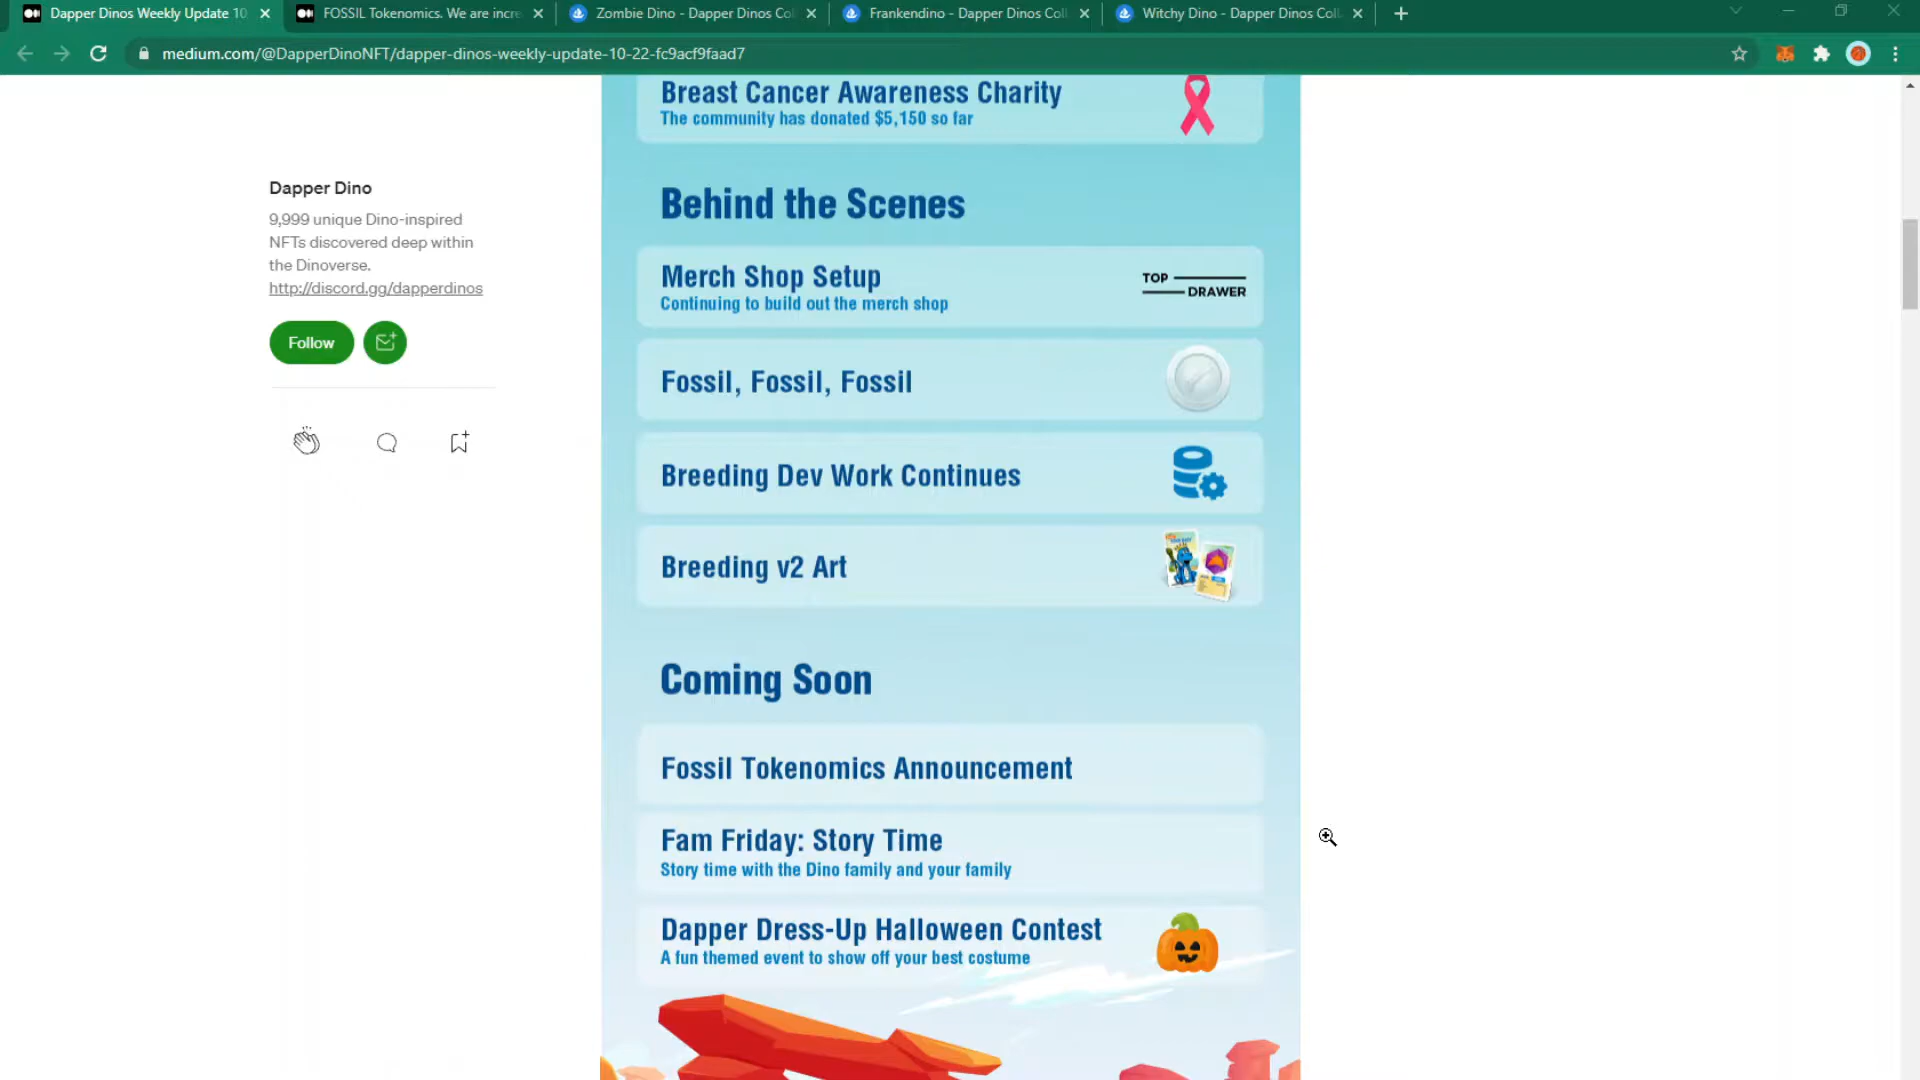 Dapper Dinos Weekly Update 10
FOSSIL Tokenomics. We are incre
Zombie Dino - Dapper Dinos Col
Frankendino - Dapper Dinos Coll
Witchy Dino - Dapper Dinos Coll
medium.com/@DapperDinoNFT/dapper-dinos-weekly-update-10-22-fc9acf9faad7
Dapper Dino
9,999 unique Dino-inspired
NFTs discovered deep within
the Dinoverse.
http://discord.gg/dapperdinos
Follow
Breast Cancer Awareness Charity
The community has donated $5,150 so far
Behind the Scenes
Merch Shop Setup
Continuing to build out the merch shop
TOP
DRAWER
Fossil, Fossil, Fossil
Breeding Dev Work Continues
Breeding v2 Art
Coming Soon
Fossil Tokenomics Announcement
Fam Friday: Story Time
Story time with the Dino family and your family
Dapper Dress-Up Halloween Contest
A fun themed event to show off your best costume